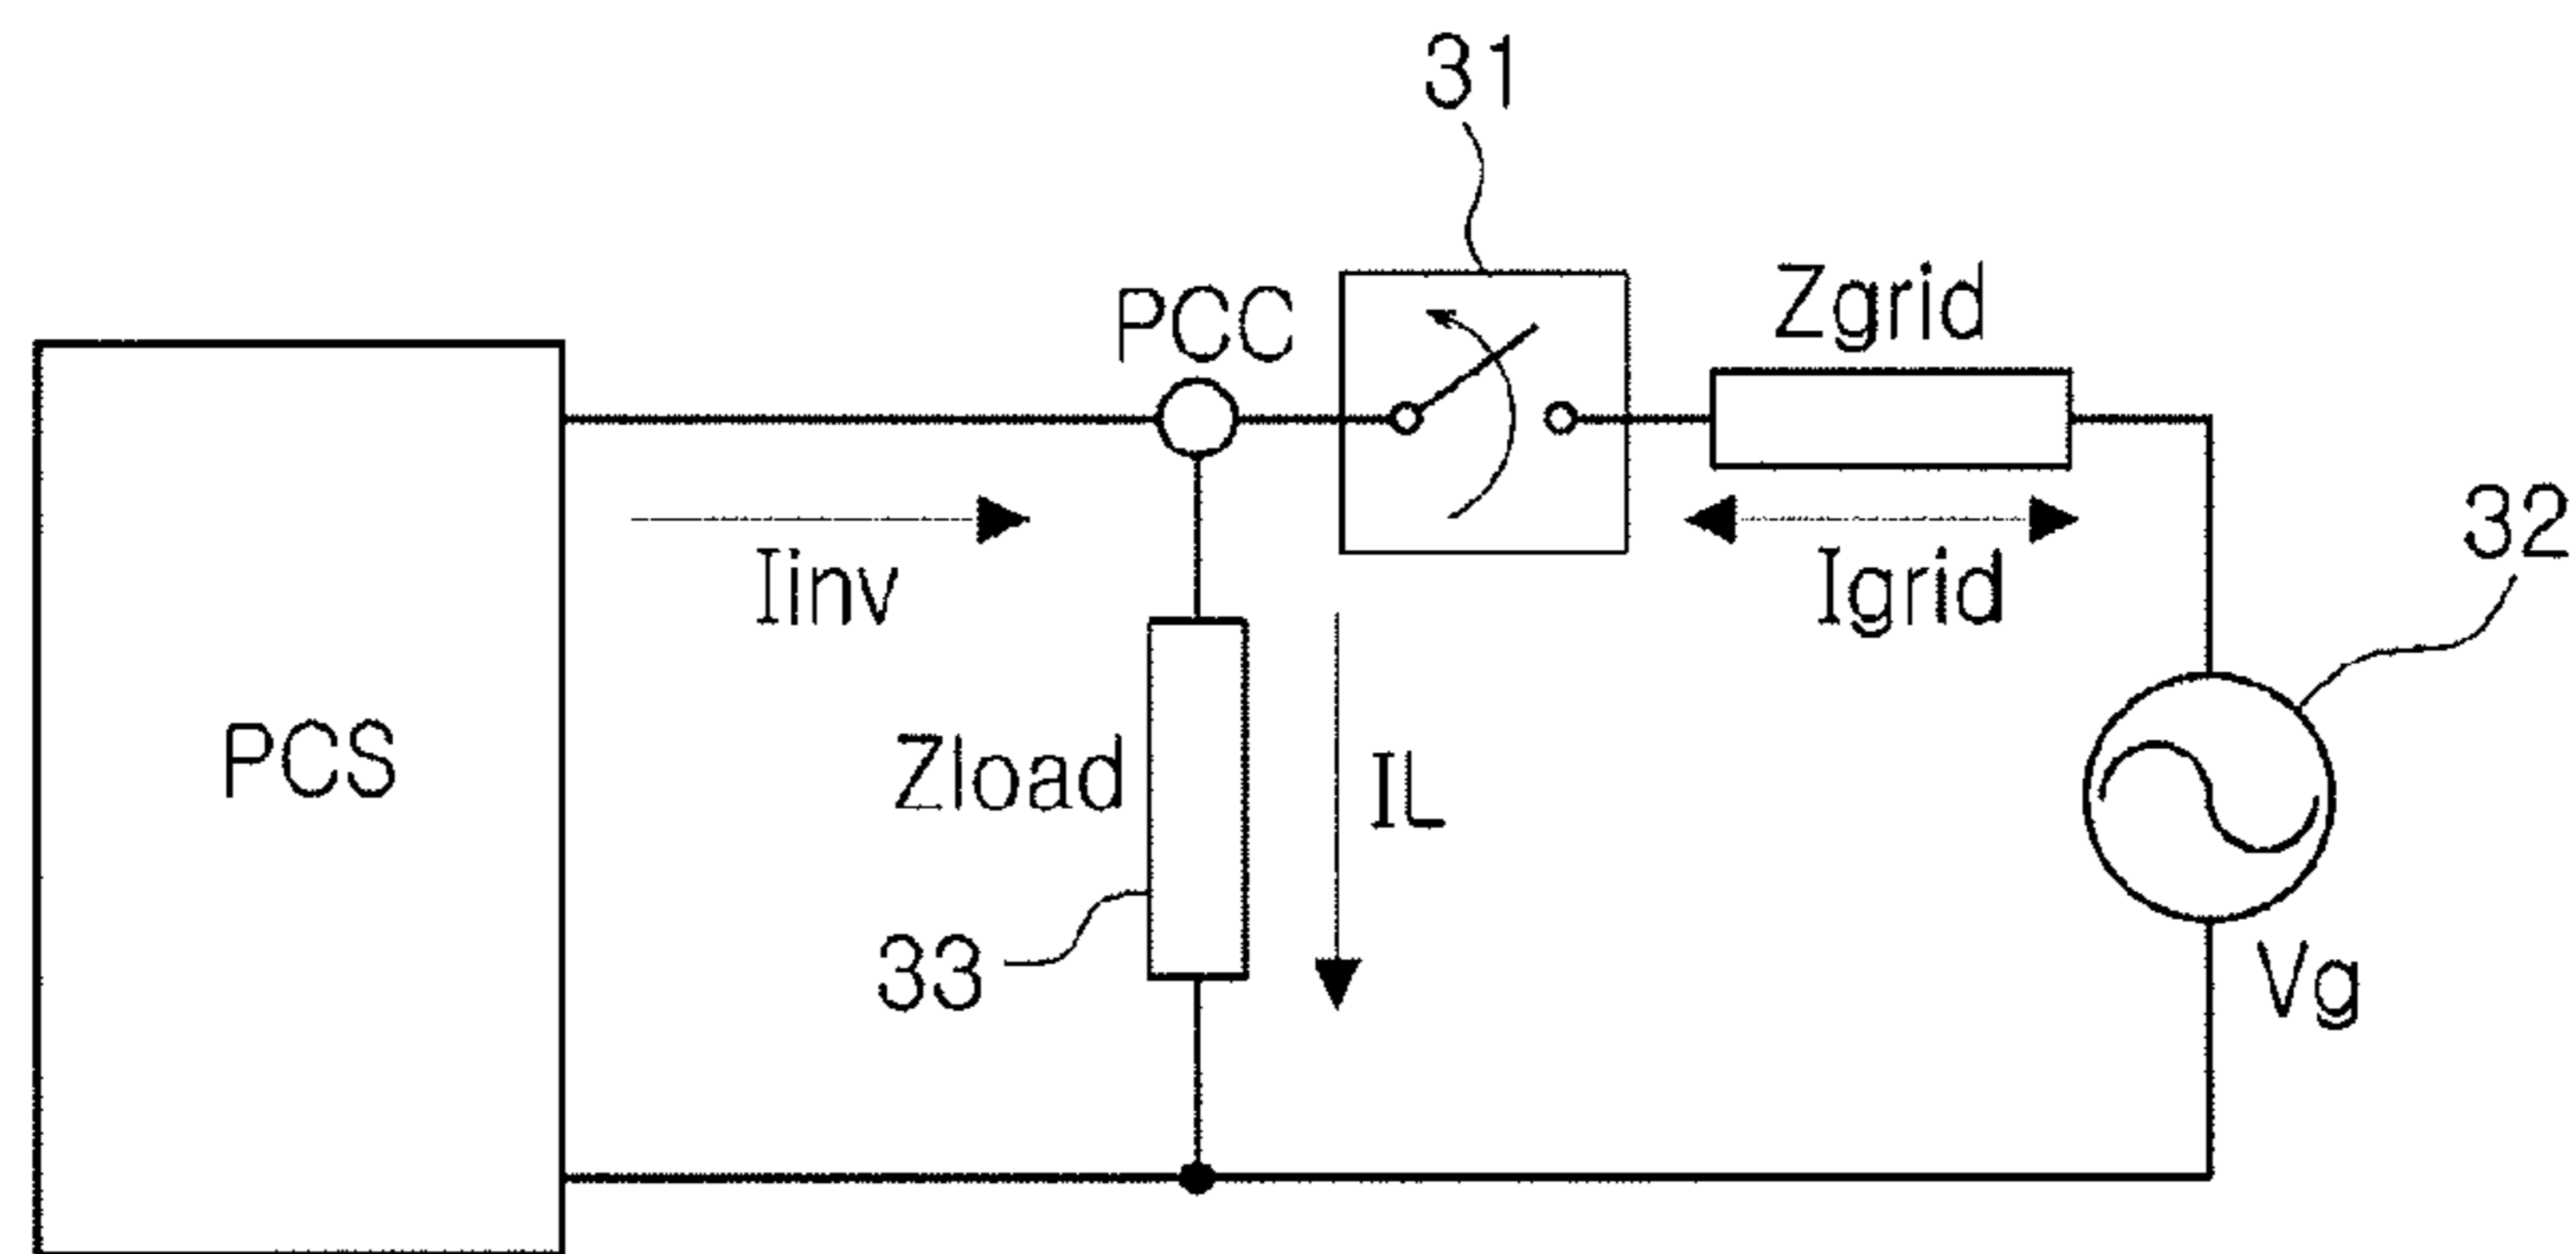 31
PCC
Zgrid
Iinv
Igrid
32
PCS
Zload
IL
33
Vg